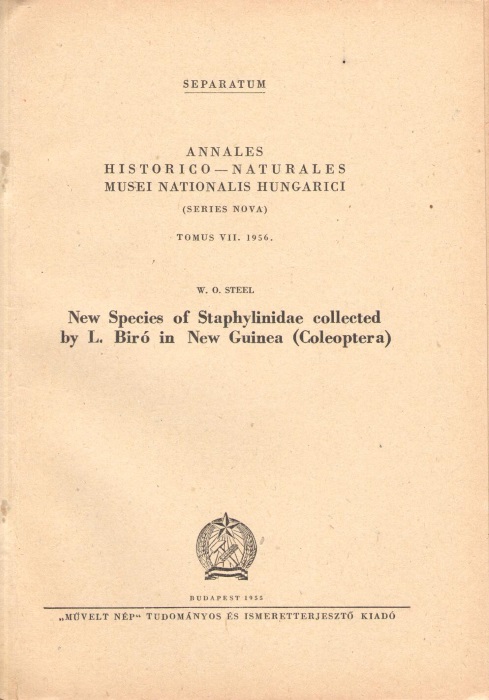 SEPARATUM
ANNALES
HISTORICO—NATURALES
MUSEI NATIONALIS HUNGARICI
(SERIES NOVA)
TOMUS VII. 1956.
W. O. STEEL
New Species of Staphylinidae collected
by L. Biró in New Guinea (Coleoptera)
BUDAPEST 1955
„MŰVELT NÉP“ TUDOMÁNYOS ÉS ISMERETTERJESZTŐ KIADÓ